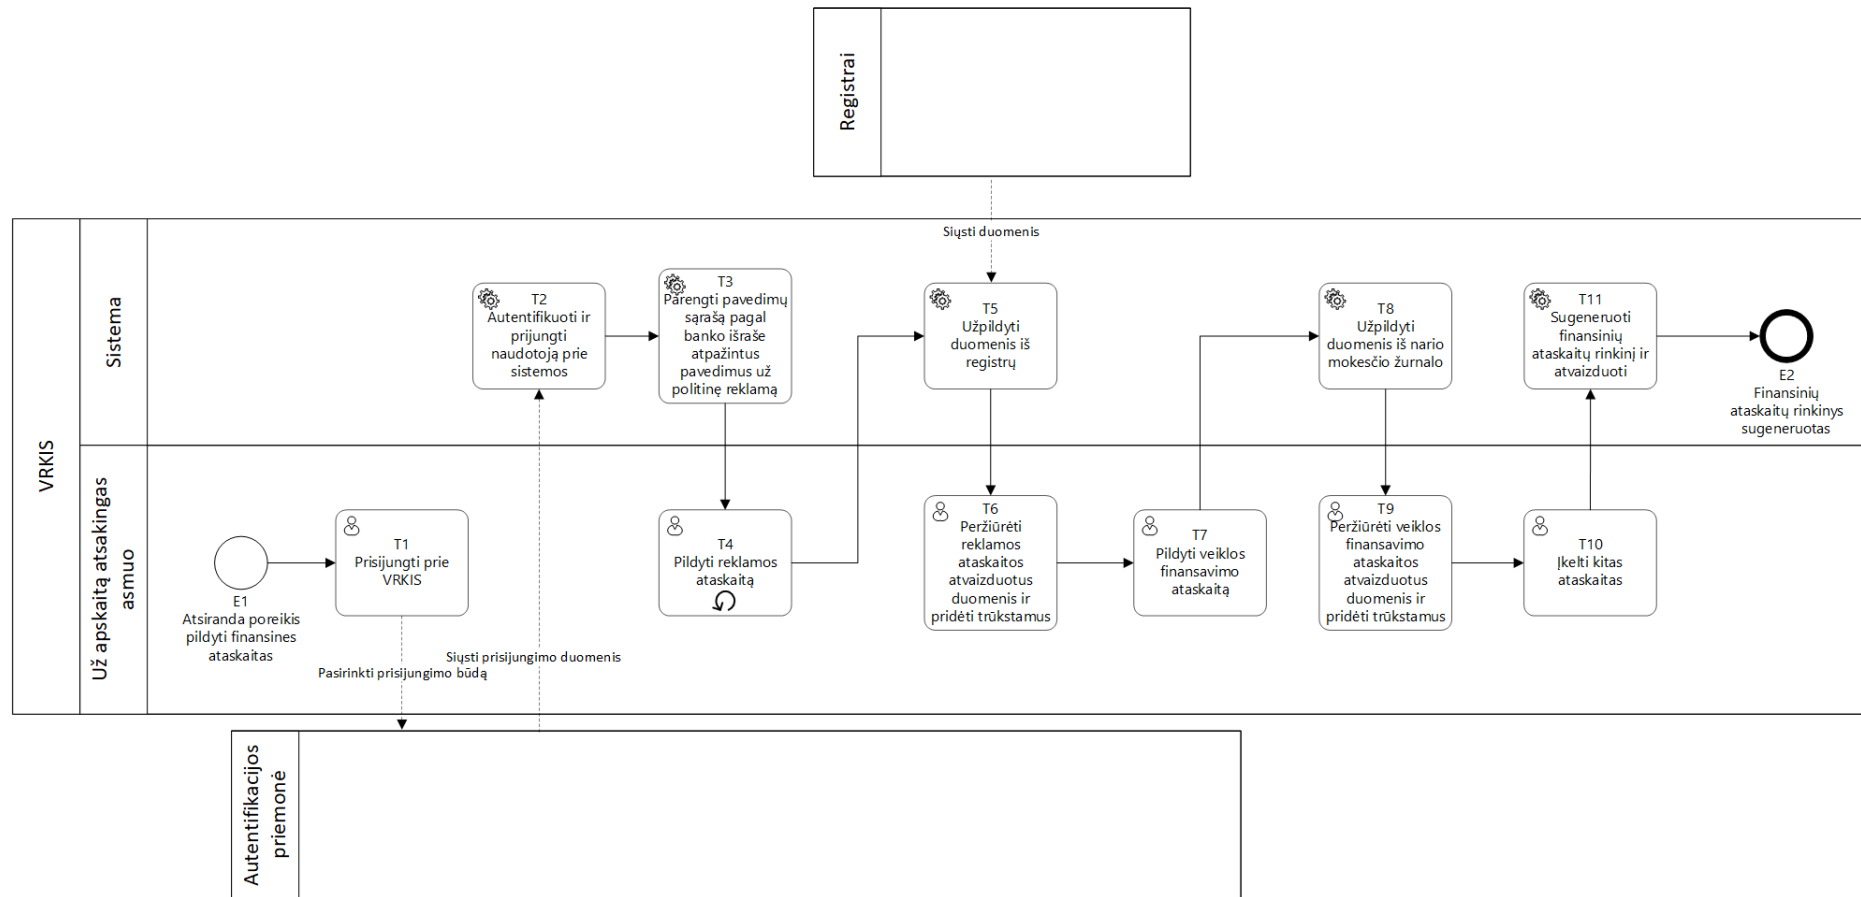 Registrai
Siųsti duomenis
VRKIS
Sistema
T2
Autentifikuoti ir
prijungti
naudotoją prie
sistemos
T3
Parengti pavedimų
sąrašą pagal
banko išraše
atpažintus
pavedimus už
politinę reklamą
T5
Užpildyti
duomenis iš
registrų
T8
Užpildyti
duomenis iš nario
mokesčio žurnalo
T11
Sugeneruoti
finansinių
ataskaitų rinkinį ir
atvaizduoti
E2
Finansinių
ataskaitų rinkinys
sugeneruotas
Už apskaitą atsakingas
asmuo
E1
Atsiranda poreikis
pildyti finansines
ataskaitas
T1
Prisijungti prie
VRKIS
T4
Pildyti reklamos
ataskaitą
T6
Peržiūrėti
reklamos
ataskaitos
atvaizduotus
duomenis ir
pridėti trūkstamus
T7
Pildyti veiklos
finansavimo
ataskaitą
T9
Peržiūrėti veiklos
finansavimo
ataskaitos
atvaizduotus
duomenis ir
pridėti trūkstamus
T10
Įkelti kitas
ataskaitas
Siųsti prisijungimo duomenis
Pasirinkti prisijungimo būdą
Autentifikacijos
priemonė